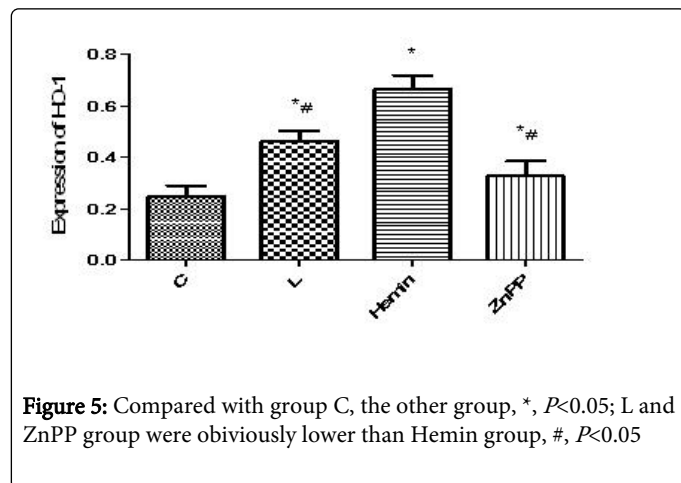 0.8
0.6
0.4
0.2
0.0
Expression of HO-1
*
*#
*#
C
L
Hemin
ZnPP
Figure 5: Compared with group C, the other group, *, P<0.05; L and
ZnPP group were obiviously lower than Hemin group, #, P<0.05